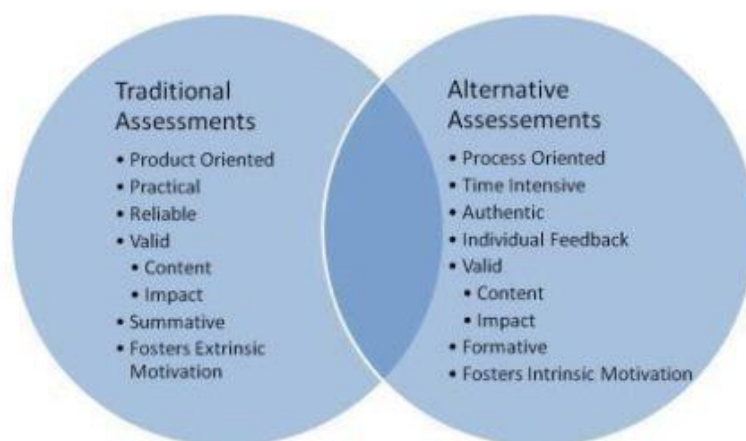 Traditional
Assessments
• Product Oriented
• Practical
• Reliable
• Valid
• Content
• Impact
• Summative
• Fosters Extrinsic
Motivation
Alternative
Assessements
• Process Oriented
• Time Intensive
• Authentic
• Individual Feedback
• Valid
• Content
• Impact
• Formative
• Fosters Intrinsic Motivation